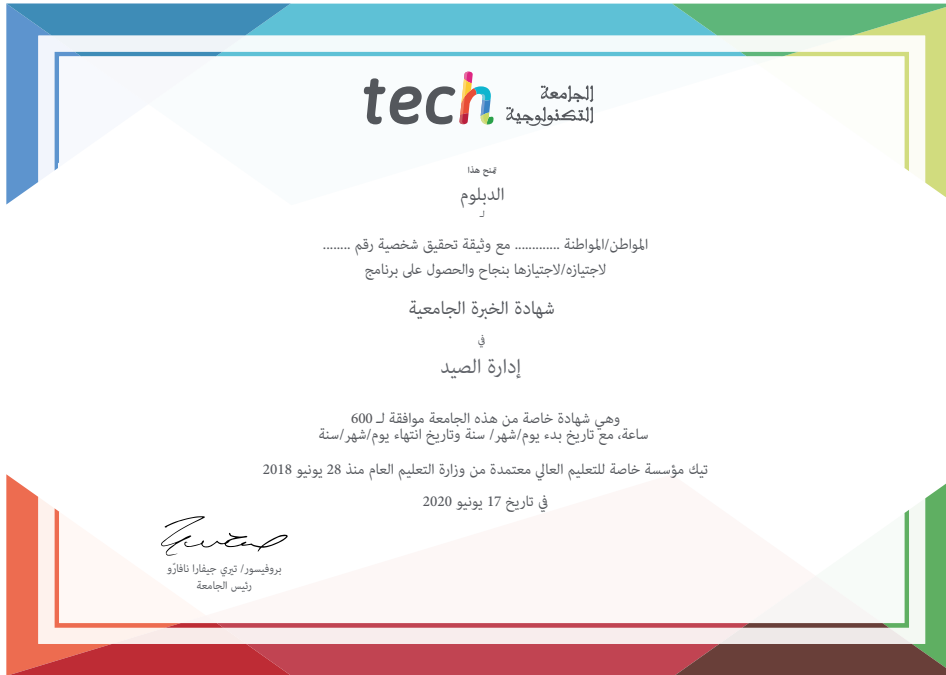 tech الجامعة
التكنولوجية
تمنح هذا
الدبلوم
لـ
المواطن/المواطنة ............ مع وثيقة تحقيق شخصية رقم ........
لاجتيازه/لاجتيازها بنجاح والحصول على برنامج
شهادة الخبرة الجامعية
في
إدارة الصيد
وهي شهادة خاصة من هذه الجامعة موافقة لـ 600
ساعة، مع تاريخ بدء يوم/شهر/ سنة وتاريخ انتهاء يوم/شهر/سنة
تيك مؤسسة خاصة للتعليم العالي معتمدة من وزارة التعليم العام منذ 28 يونيو 2018
في تاريخ 17 يونيو 2020
بروفيسور/ تيري جيفارا نافارّو
رئيس الجامعة